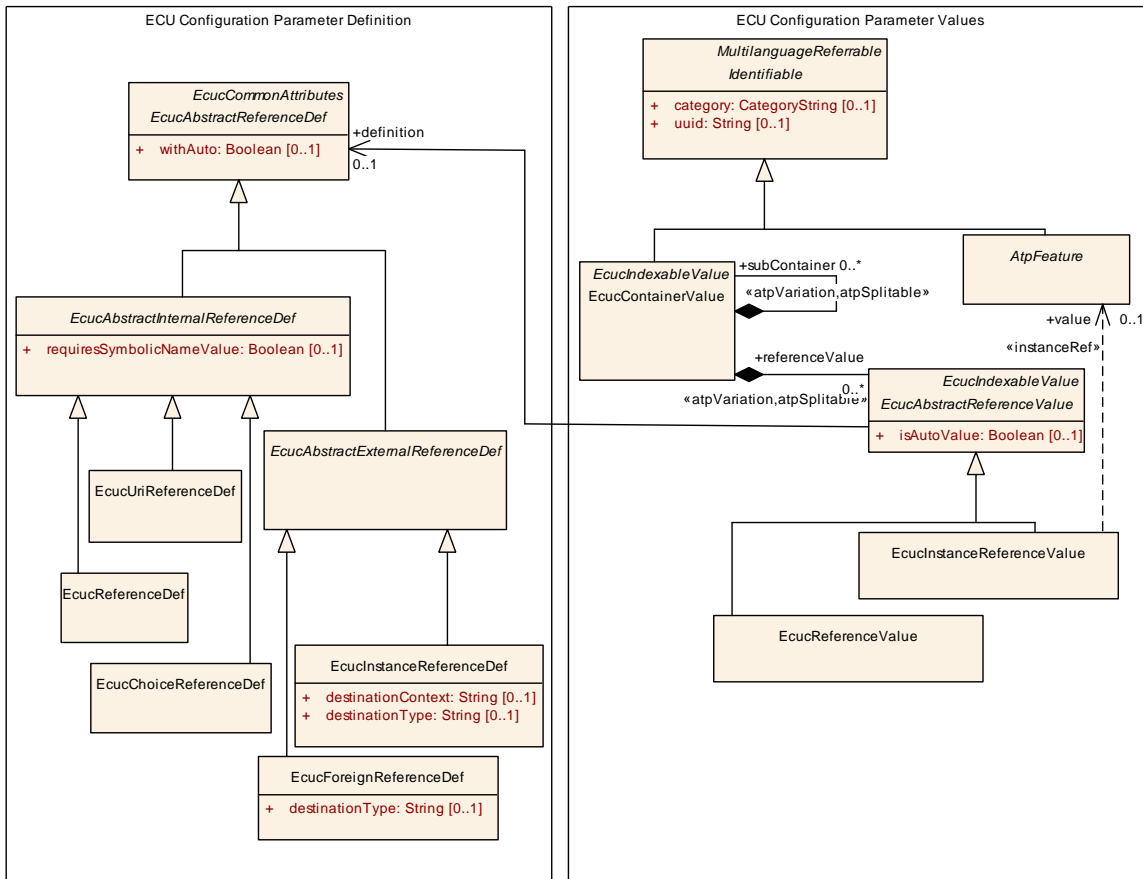 ECU Configuration Parameter Definition
EcucCommonAttributes
EcucAbstractReferenceDef
+ withAuto: Boolean [0..1]
+definition
0..1
EcucAbstractInternalReferenceDef
+ requiresSymbolicNameValue: Boolean [0..1]
EcucAbstractExternalReferenceDef
EcucUriReferenceDef
EcucReferenceDef
EcucChoiceReferenceDef
EcucInstanceReferenceDef
+ destinationContext: String [0..1]
+ destinationType: String [0..1]
EcucForeignReferenceDef
+ destinationType: String [0..1]
ECU Configuration Parameter Values
MultilanguageReferrable
Identifiable
+ category: CategoryString [0..1]
+ uuid: String [0..1]
EcucIndexableValue
EcucContainerValue
+subContainer 0..*
«atpVariation,atpSplitable»
AtpFeature
+value 0..1
«instanceRef»
+referenceValue
0..*
«atpVariation,atpSplitable»
EcucIndexableValue
EcucAbstractReferenceValue
+ isAutoValue: Boolean [0..1]
EcucInstanceReferenceValue
EcucReferenceValue